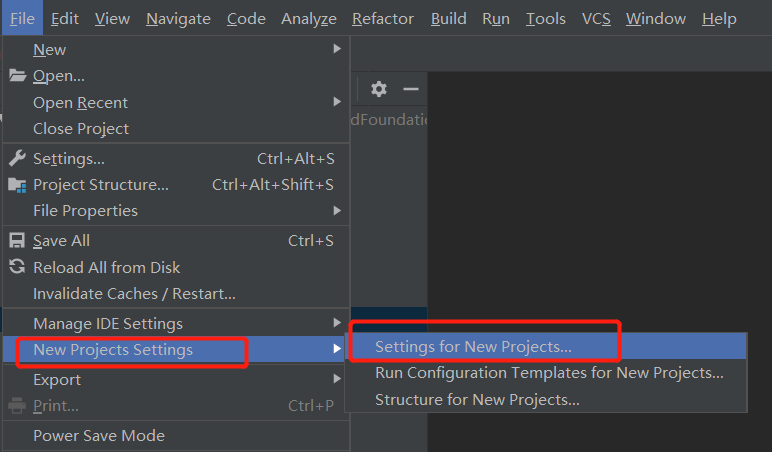 File Edit View Navigate Code Analyze Refactor Build Run Tools VCS Window Help
New
Open...
Open Recent
Close Project
dFoundatio
Settings... Ctrl+Alt+S
Project Structure... Ctrl+Alt+Shift+S
File Properties
Save All Ctrl+S
Reload All from Disk
Invalidate Caches / Restart...
Manage IDE Settings
New Projects Settings
Settings for New Projects...
Run Configuration Templates for New Projects...
Structure for New Projects...
Export
Print... Ctrl+P
Power Save Mode